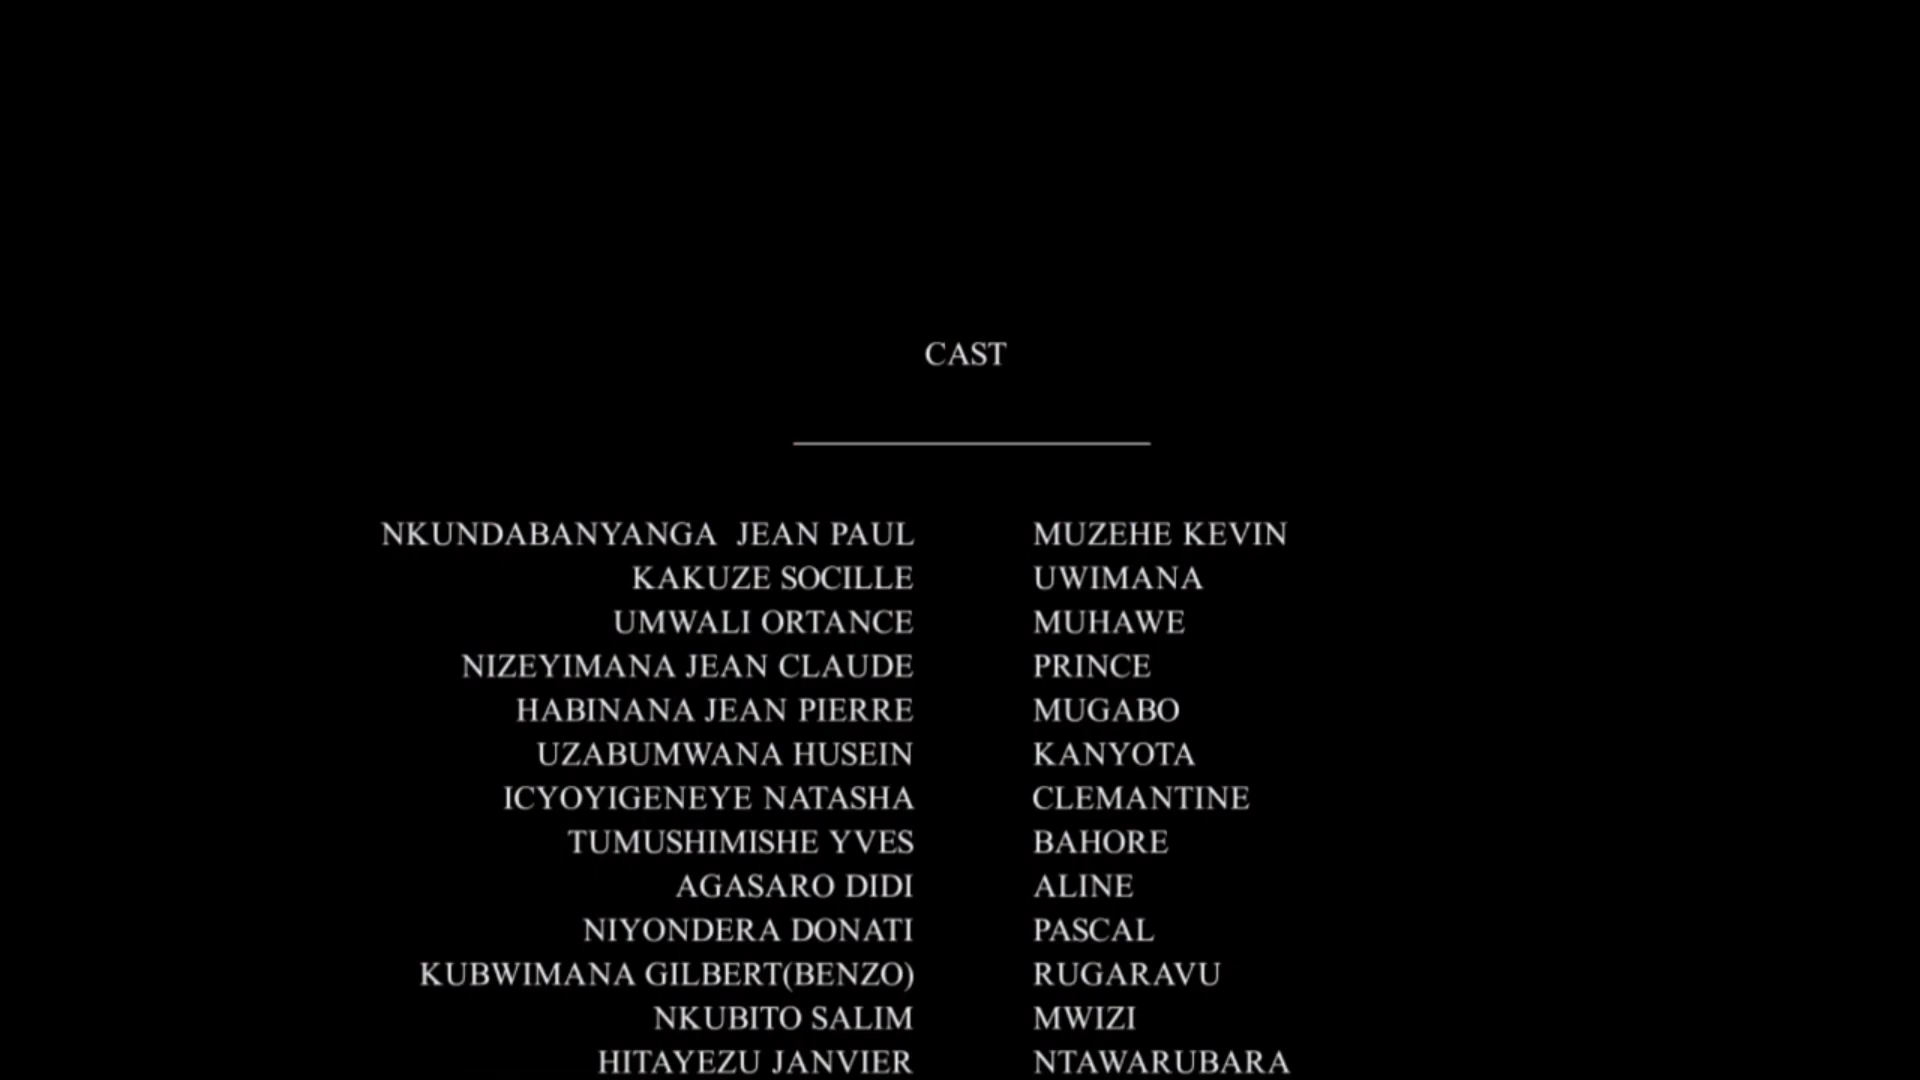 CAST
NKUNDABANYANGA JEAN PAUL MUZEHE KEVIN
KAKUZE SOCILLE UWIMANA
UMWALI ORTANCE MUHAWE
NIZEYIMANA JEAN CLAUDE PRINCE
HABINANA JEAN PIERRE MUGABO
UZABUMWANA HUSEIN KANYOTA
ICYOYIGENEYE NATASHA CLEMANTINE
TUMUSHIMISHE YVES BAHORE
AGASARO DIDI ALINE
NIYONDERA DONATI PASCAL
KUBWIMANA GILBERT(BENZO) RUGARAVU
NKUBITO SALIM MWIZI
HITAYEZU JANVIER NTAWARUBARA